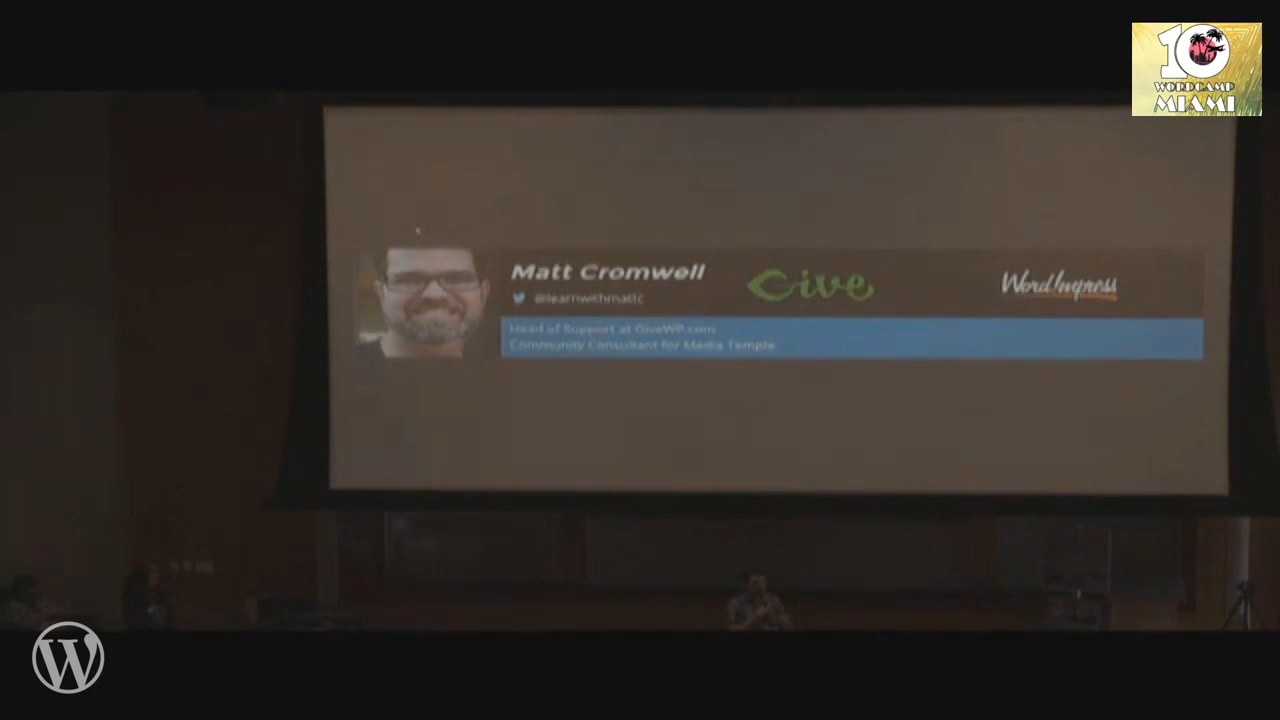 10
WORDCAMP
MIAMI
Matt Cromwell
@learnwithmattc
Give
WordImpress
Head of Support at GiveWP.com
Community Consultant for Media Temple
W